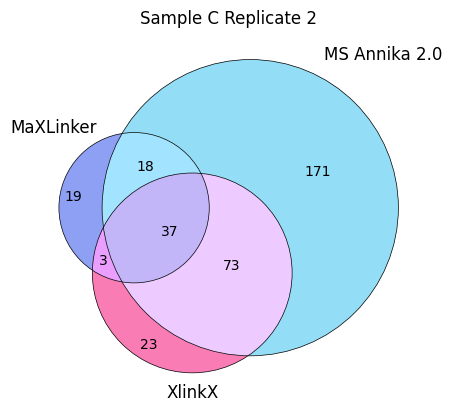 Sample C Replicate 2
MS Annika 2.0
MaXLinker
18
171
19
37
3
73
23
XlinkX